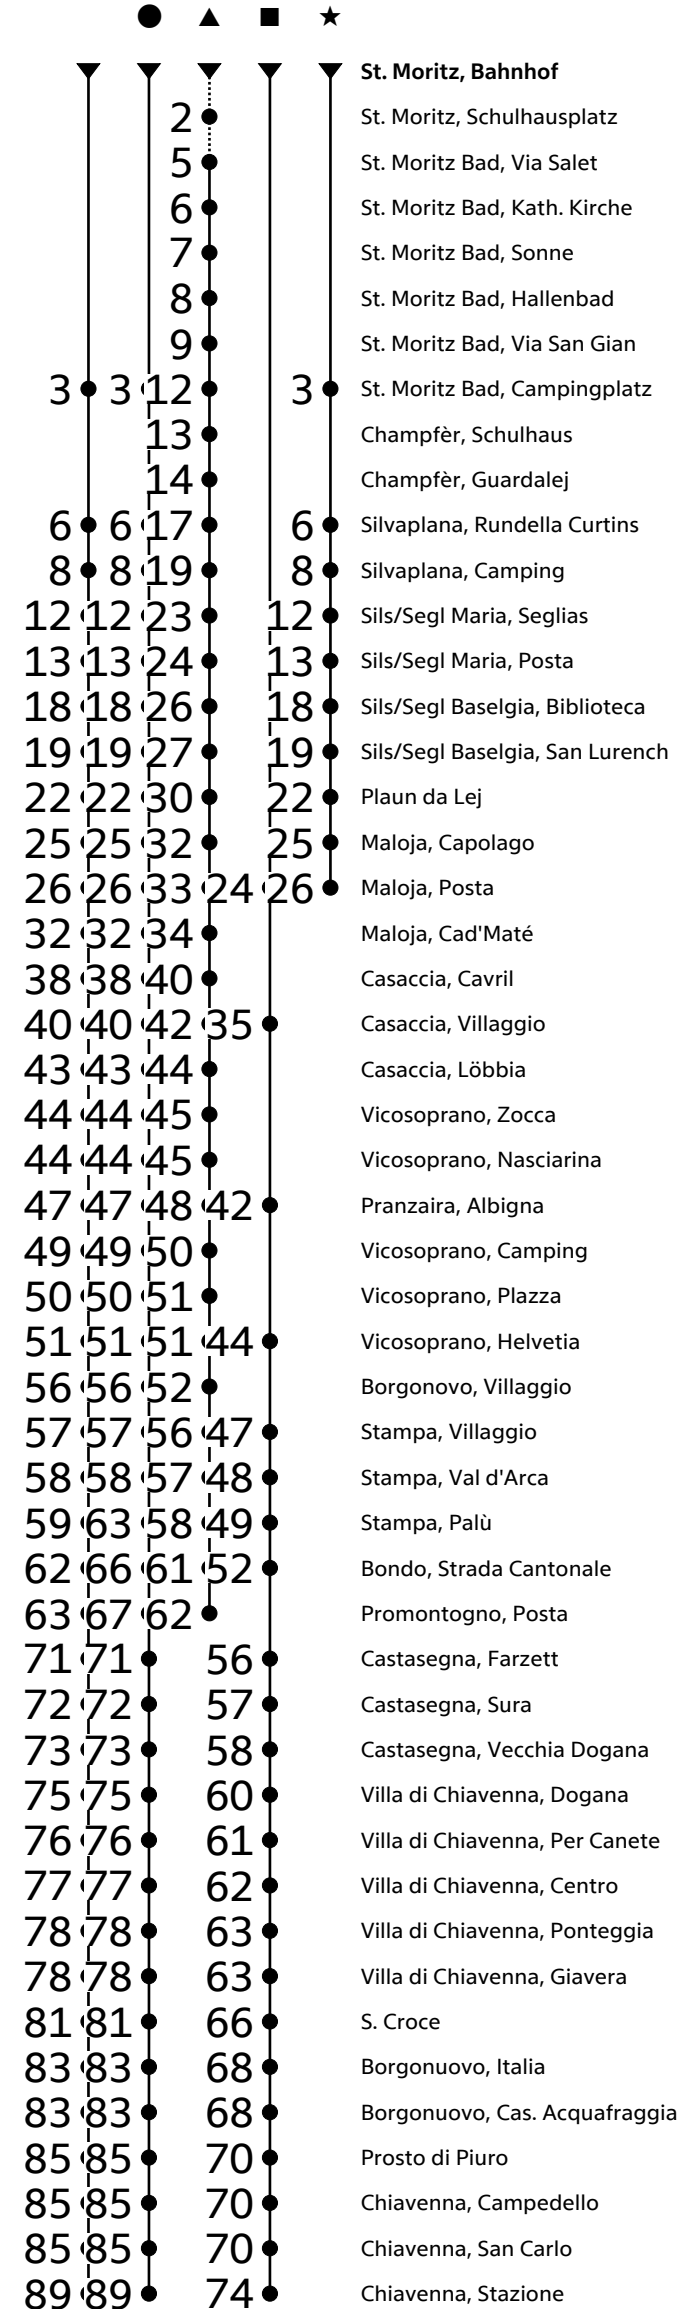 St. Moritz, Bahnhof
2 St. Moritz, Schulhausplatz
5 St. Moritz Bad, Via Salet
6 St. Moritz Bad, Kath. Kirche
7 St. Moritz Bad, Sonne
8 St. Moritz Bad, Hallenbad
9 St. Moritz Bad, Via San Gian
3 3 12 3 St. Moritz Bad, Campingplatz
13 Champfèr, Schulhaus
14 Champfèr, Guardalej
6 6 17 6 Silvaplana, Rundella Curtins
8 8 19 8 Silvaplana, Camping
12 12 23 12 Sils/Segl Maria, Seglias
13 13 24 13 Sils/Segl Maria, Posta
18 18 26 18 Sils/Segl Baselgia, Biblioteca
19 19 27 19 Sils/Segl Baselgia, San Lurench
22 22 30 22 Plaun da Lej
25 25 32 25 Maloja, Capolago
26 26 33 24 26 Maloja, Posta
32 32 34 Maloja, Cad'Maté
38 38 40 Casaccia, Cavril
40 40 42 35 Casaccia, Villaggio
43 43 44 Casaccia, Löbbia
44 44 45 Vicosoprano, Zocca
44 44 45 Vicosoprano, Nasciarina
47 47 48 42 Pranzaira, Albigna
49 49 50 Vicosoprano, Camping
50 50 51 Vicosoprano, Plazza
51 51 51 44 Vicosoprano, Helvetia
56 56 52 Borgonovo, Villaggio
57 57 56 47 Stampa, Villaggio
58 58 57 48 Stampa, Val d'Arca
59 63 58 49 Stampa, Palù
62 66 61 52 Bondo, Strada Cantonale
63 67 62 Promontogno, Posta
71 71 56 Castasegna, Farzett
72 72 57 Castasegna, Sura
73 73 58 Castasegna, Vecchia Dogana
75 75 60 Villa di Chiavenna, Dogana
76 76 61 Villa di Chiavenna, Per Canete
77 77 62 Villa di Chiavenna, Centro
78 78 63 Villa di Chiavenna, Ponteggia
78 78 63 Villa di Chiavenna, Giavera
81 81 66 S. Croce
83 83 68 Borgonuovo, Italia
83 83 68 Borgonuovo, Cas. Acquafraggia
85 85 70 Prosto di Piuro
85 85 70 Chiavenna, Campedello
85 85 70 Chiavenna, San Carlo
89 89 74 Chiavenna, Stazione